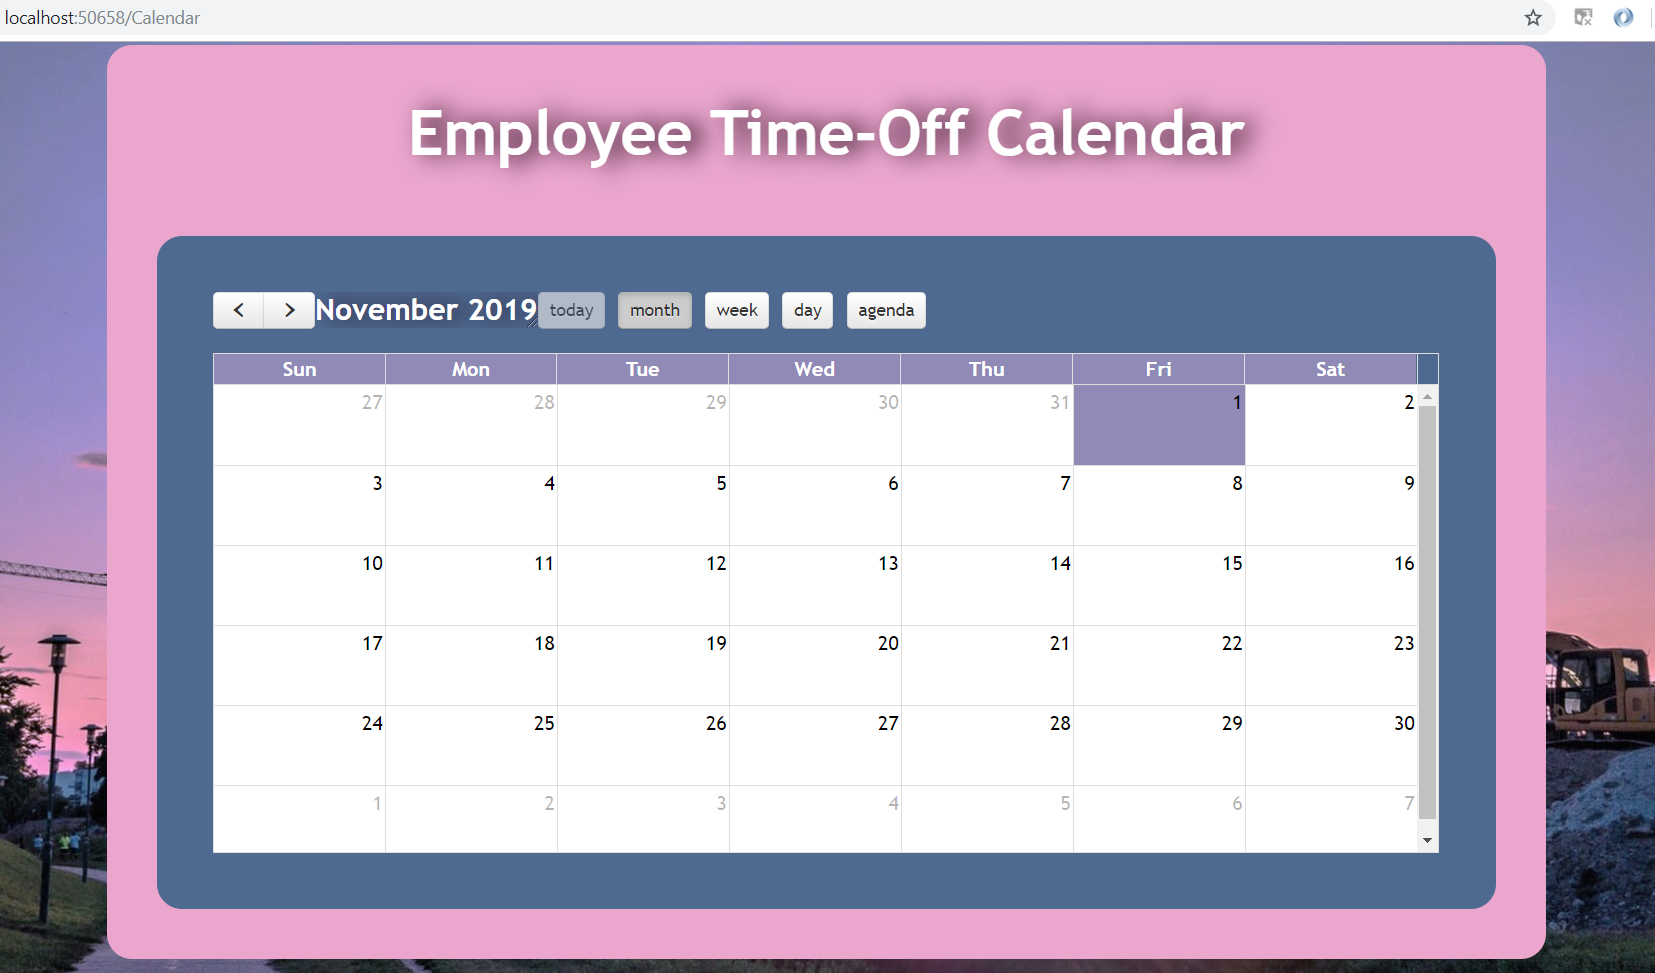 localhost:50658/Calendar
Employee Time-Off Calendar
November 2019 today month week day agenda
Sun Mon Tue Wed Thu Fri Sat
27 28 29 30 31 1 2
3 4 5 6 7 8 9
10 11 12 13 14 15 16
17 18 19 20 21 22 23
24 25 26 27 28 29 30
1 2 3 4 5 6 7